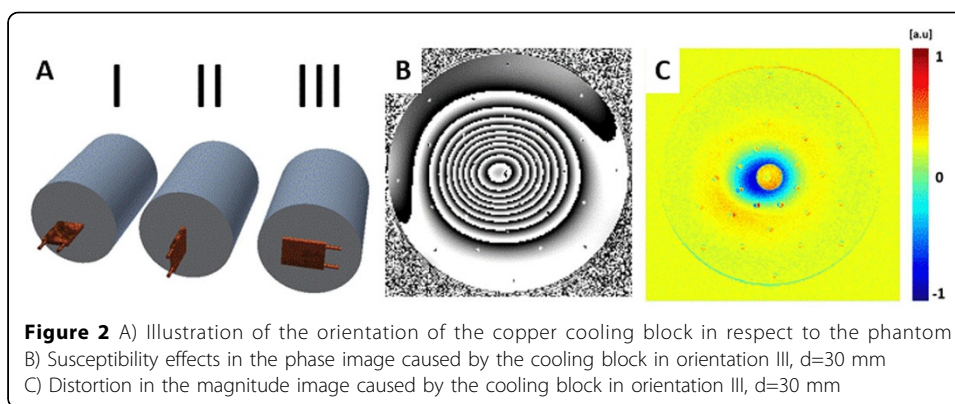 A
I
II
III
B
C
[a.u]
1
0
-1
Figure 2 A) Illustration of the orientation of the copper cooling block in respect to the phantom
B) Susceptibility effects in the phase image caused by the cooling block in orientation III, d=30 mm
C) Distortion in the magnitude image caused by the cooling block in orientation III, d=30 mm